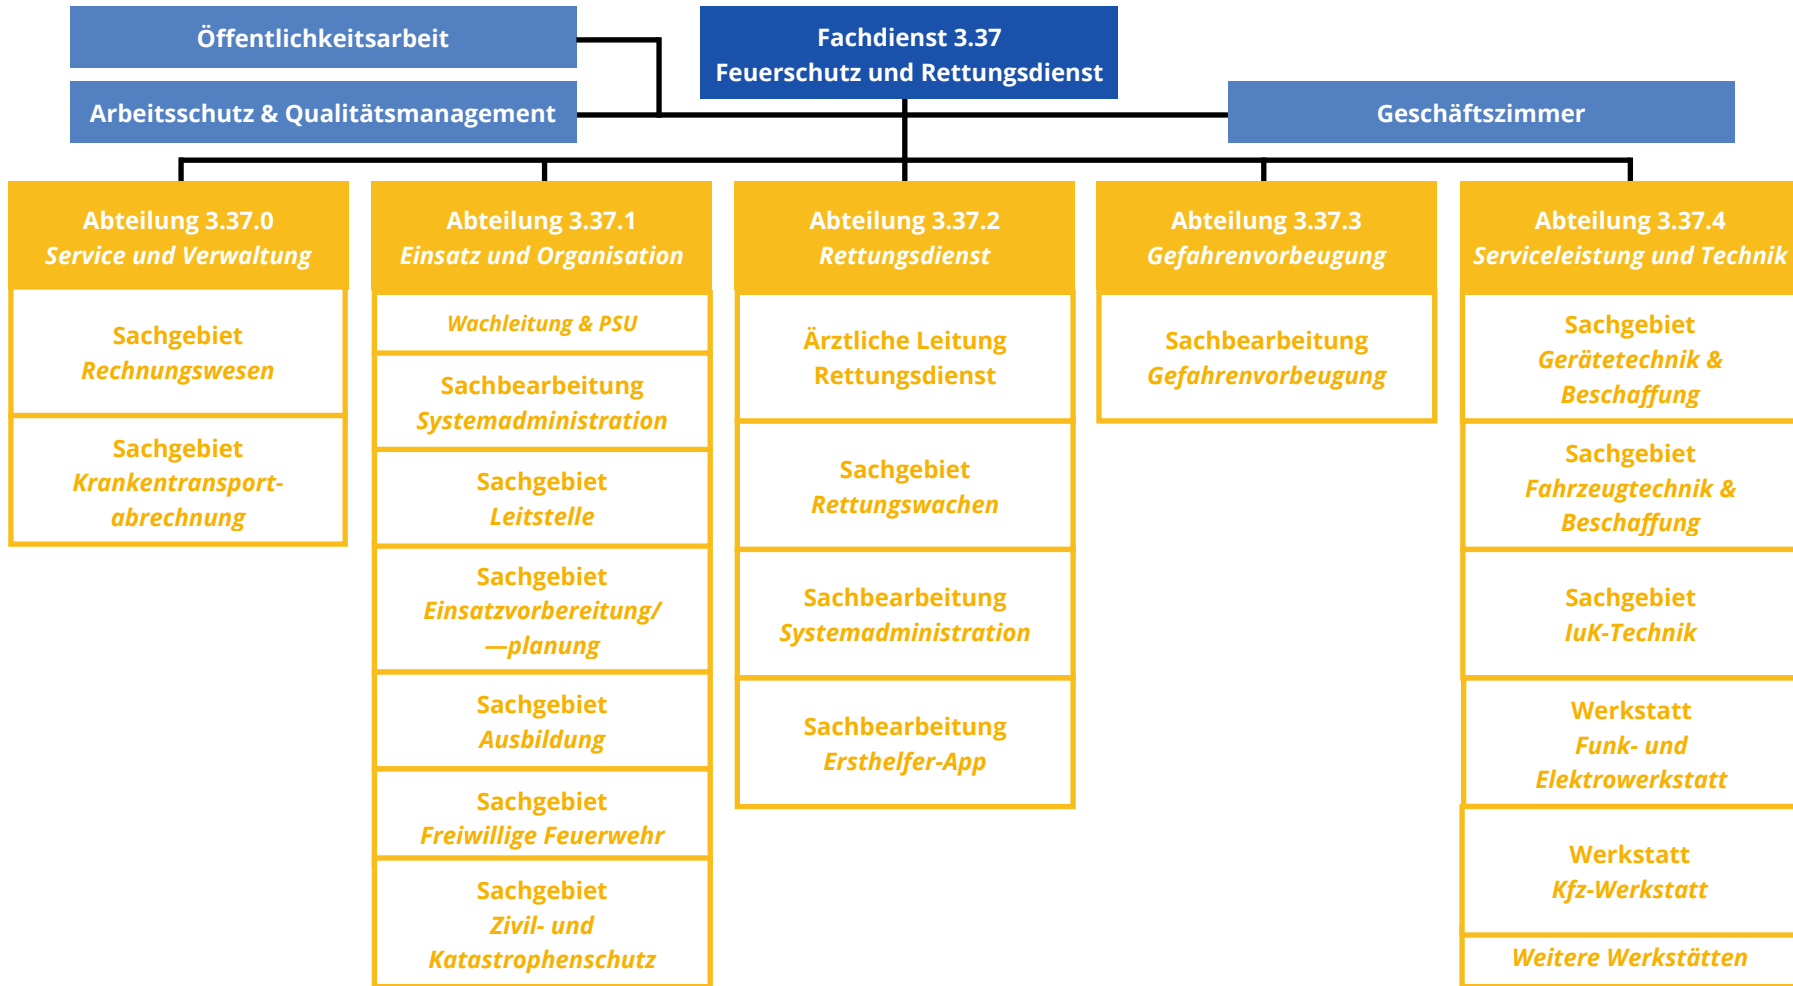 Öffentlichkeitsarbeit
Fachdienst 3.37
Feuerschutz und Rettungsdienst
Arbeitsschutz & Qualitätsmanagement
Geschäftszimmer
Abteilung 3.37.0
Service und Verwaltung
Sachgebiet
Rechnungswesen
Sachgebiet
Krankentransport-
abrechnung
Abteilung 3.37.1
Einsatz und Organisation
Wachleitung & PSU
Sachbearbeitung
Systemadministration
Sachgebiet
Leitstelle
Sachgebiet
Einsatzvorbereitung/
—planung
Sachgebiet
Ausbildung
Sachgebiet
Freiwillige Feuerwehr
Sachgebiet
Zivil- und
Katastrophenschutz
Abteilung 3.37.2
Rettungsdienst
Ärztliche Leitung
Rettungsdienst
Sachgebiet
Rettungswachen
Sachbearbeitung
Systemadministration
Sachbearbeitung
Ersthelfer-App
Abteilung 3.37.3
Gefahrenvorbeugung
Sachbearbeitung
Gefahrenvorbeugung
Abteilung 3.37.4
Serviceleistung und Technik
Sachgebiet
Gerätetechnik &
Beschaffung
Sachgebiet
Fahrzeugtechnik &
Beschaffung
Sachgebiet
IuK-Technik
Werkstatt
Funk- und
Elektrowerkstatt
Werkstatt
Kfz-Werkstatt
Weitere Werkstätten